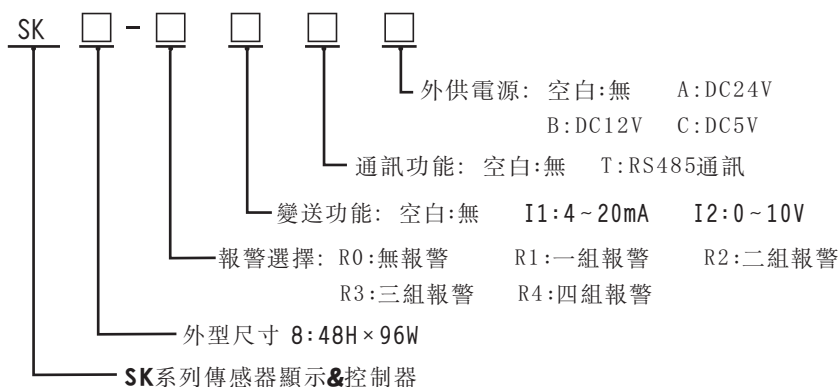 SK □-□ □ □ □
外供電源: 空白:無 A:DC24V
B:DC12V C:DC5V
通訊功能: 空白:無 T:RS485通訊
變送功能: 空白:無 I1:4~20mA I2:0~10V
報警選擇: R0:無報警 R1:一組報警 R2:二組報警
R3:三組報警 R4:四組報警
外型尺寸 8:48H×96W
SK系列傳感器顯示&控制器